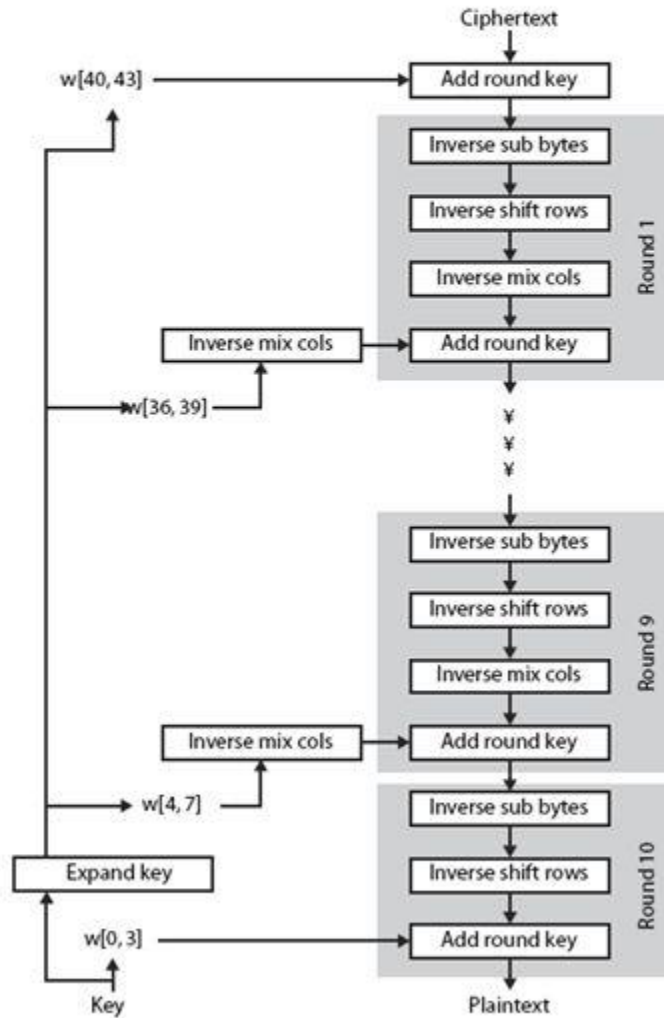 Ciphertext
w[40, 43]
Add round key
Inverse sub bytes
Inverse shift rows
Round 1
Inverse mix cols
Inverse mix cols
Add round key
w[36, 39]
¥
¥
¥
Inverse sub bytes
Inverse shift rows
Round 9
Inverse mix cols
Inverse mix cols
Add round key
w[4, 7]
Inverse sub bytes
Expand key
Inverse shift rows
Round 10
w[0, 3]
Add round key
Key
Plaintext